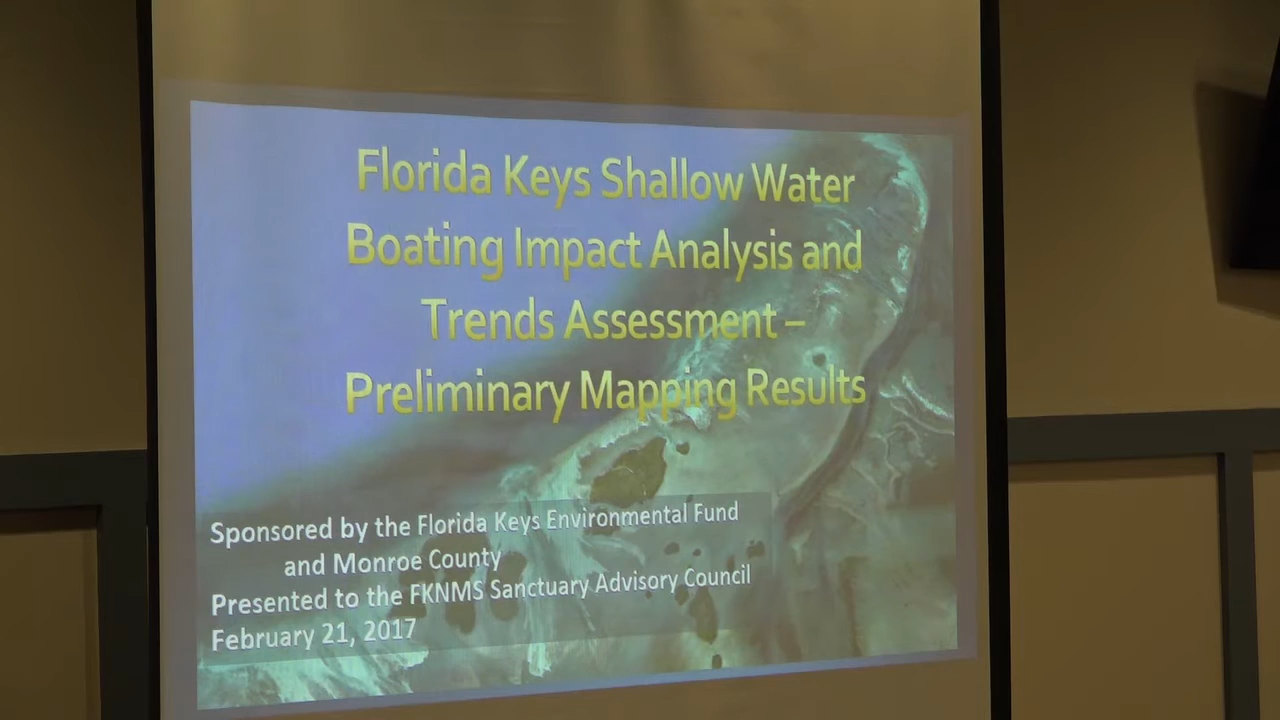 Florida Keys Shallow Water
Boating Impact Analysis and
Trends Assessment –
Preliminary Mapping Results
Sponsored by the Florida Keys Environmental Fund
and Monroe County
Presented to the FKNMS Sanctuary Advisory Council
February 21, 2017